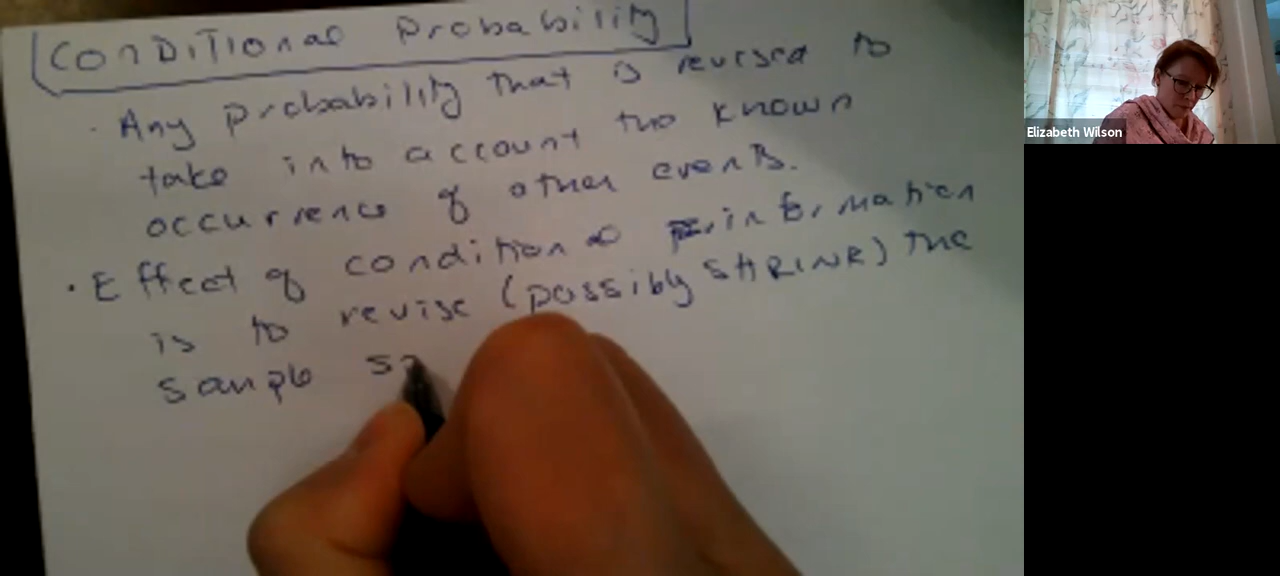 ConDiTional Probability
· Any Probability that is revised to
take into account the known
occurrence of other events.
· Effect of conditional information
is to revise (possibly SHRINK) the
sample
Elizabeth Wilson